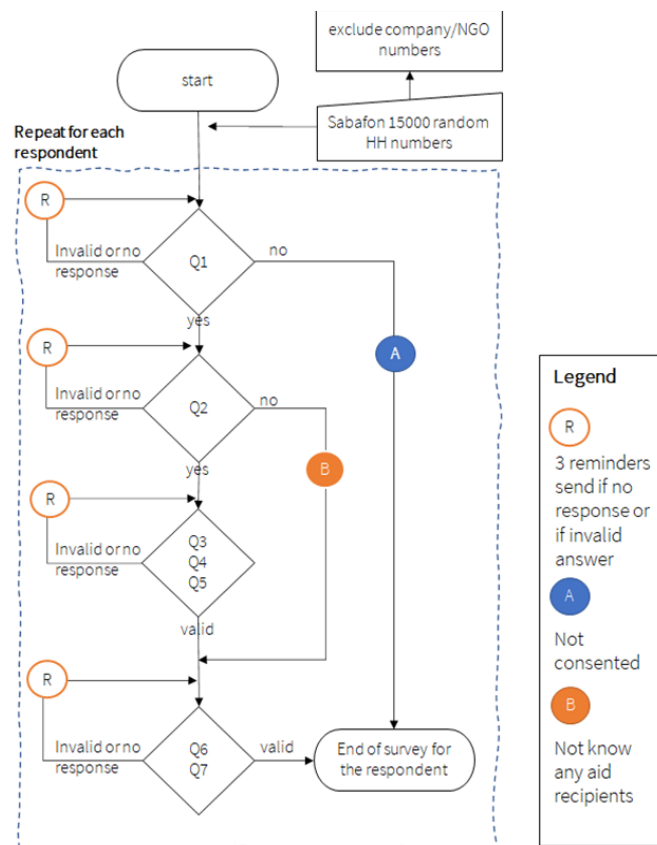 exclude company/NGO
numbers
start
Sabafon 15000 random
HH numbers
Repeat for each
respondent
R
Invalid or no
response
Q1
no
yes
A
R
Invalid or no
response
Q2
no
yes
B
R
Invalid or no
response
Q3
Q4
Q5
valid
R
Invalid or no
response
Q6
Q7
valid
End of survey for
the respondent
Legend
R
3 reminders
send if no
response or
if invalid
answer
A
Not
consented
B
Not know
any aid
recipients